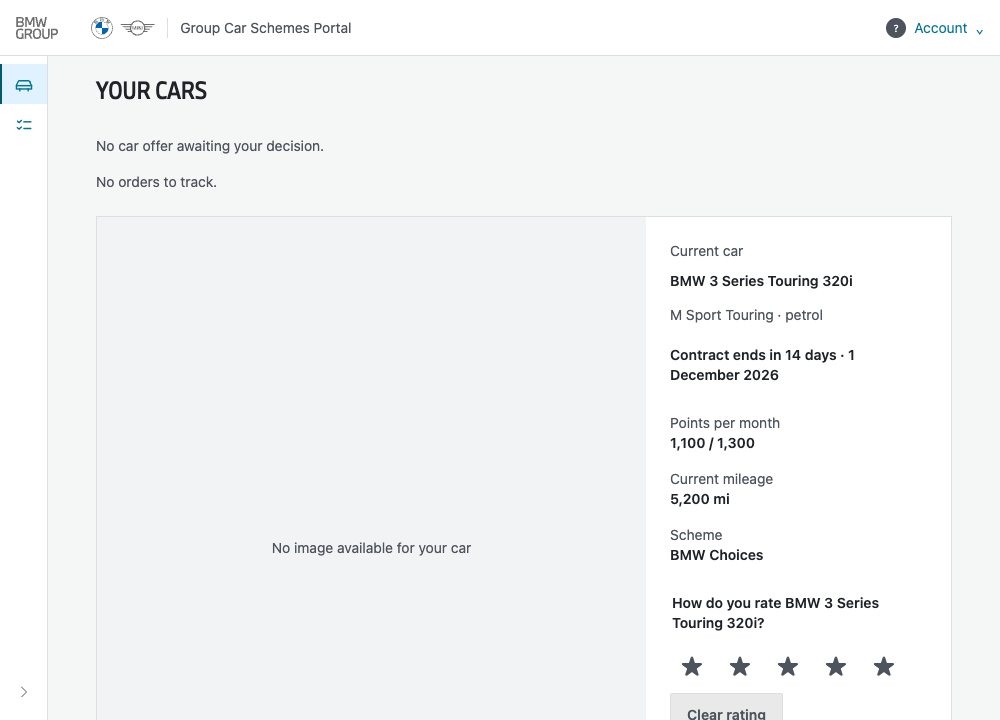 BMW
GROUP
Group Car Schemes Portal
?
Account
YOUR CARS
No car offer awaiting your decision.
No orders to track.
No image available for your car
Current car
BMW 3 Series Touring 320i
M Sport Touring · petrol
Contract ends in 14 days · 1
December 2026
Points per month
1,100 / 1,300
Current mileage
5,200 mi
Scheme
BMW Choices
How do you rate BMW 3 Series
Touring 320i?
Clear rating